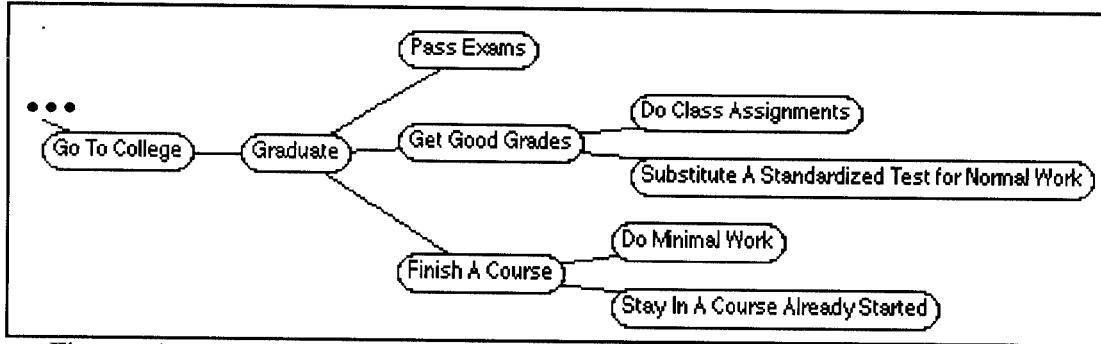 Pass Exams
•••
Do Class Assignments
Go To College
Graduate
Get Good Grades
Substitute A Standardized Test for Normal Work
Do Minimal Work
Finish A Course
Stay In A Course Already Started